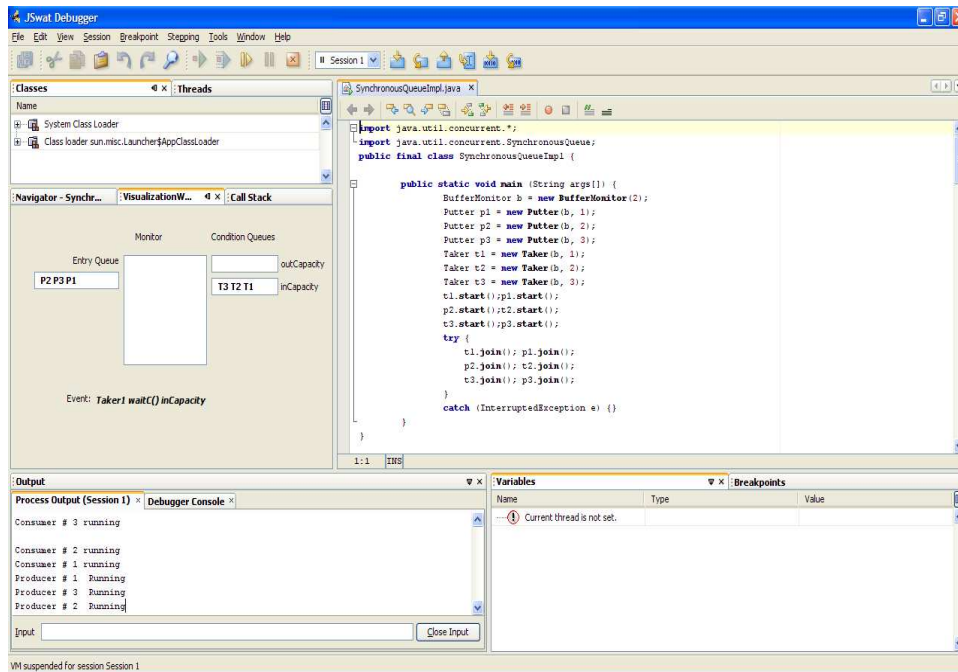 JSwat Debugger
File Edit View Session Breakpoint Stepping Tools Window Help
Session 1
Classes Threads
Name
System Class Loader
Class loader sun.misc.Launcher$AppClassLoader
Navigator - Synchr... VisualizationW... Call Stack
Monitor Condition Queues
Entry Queue outCapacity
P2 P3 P1 T3 T2 T1 inCapacity
Event: Taker1 waitC() inCapacity
SynchronousQueueImpl.java
import java.util.concurrent.*;
import java.util.concurrent.SynchronousQueue;
public final class SynchronousQueueImpl {
public static void main (String args[]) {
BufferMonitor b = new BufferMonitor(2);
Putter p1 = new Putter(b, 1);
Putter p2 = new Putter(b, 2);
Putter p3 = new Putter(b, 3);
Taker t1 = new Taker(b, 1);
Taker t2 = new Taker(b, 2);
Taker t3 = new Taker(b, 3);
t1.start();p1.start();
p2.start();t2.start();
t3.start();p3.start();
try {
t1.join(); p1.join();
p2.join(); t2.join();
t3.join(); p3.join();
}
catch (InterruptedException e) {}
}
}
1:1 INS
Output
Process Output (Session 1) Debugger Console
Consumer # 3 running
Consumer # 2 running
Consumer # 1 running
Producer # 1 Running
Producer # 3 Running
Producer # 2 Running
Input Close Input
Variables Breakpoints
Name Type Value
Current thread is not set.
VM suspended for session Session 1